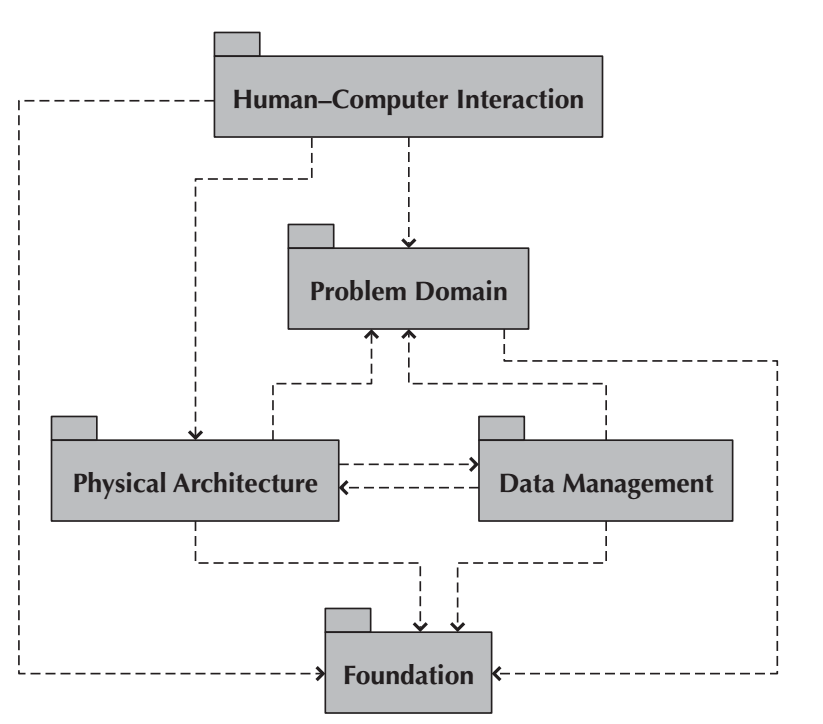 Human–Computer Interaction
Problem Domain
Physical Architecture
Data Management
Foundation